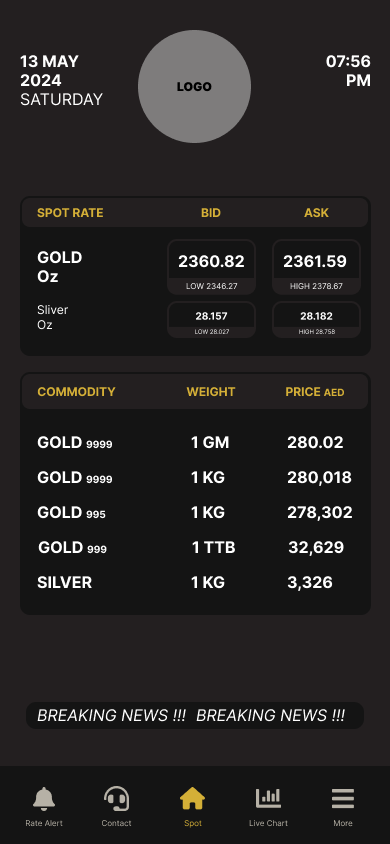 13 MAY
2024
SATURDAY
LOGO
07:56
PM
SPOT RATE BID ASK
GOLD
Oz
2360.82 2361.59
LOW 2346.27 HIGH 2378.67
Sliver
Oz
28.157 28.182
LOW 28.027 HIGH 28.758
COMMODITY WEIGHT PRICE AED
GOLD 9999 1 GM 280.02
GOLD 9999 1 KG 280,018
GOLD 995 1 KG 278,302
GOLD 999 1 TTB 32,629
SILVER 1 KG 3,326
BREAKING NEWS !!! BREAKING NEWS !!!
Rate Alert Contact Spot Live Chart More